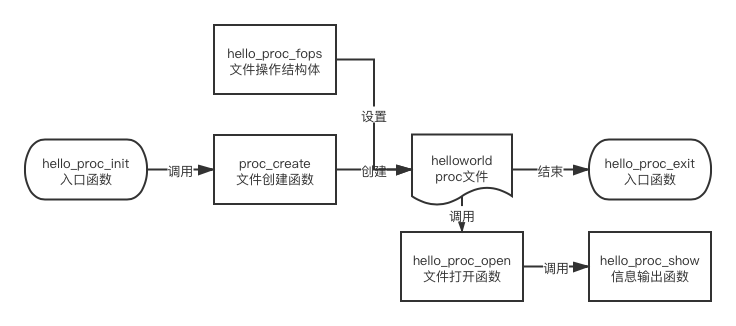 hello_proc_fops
文件操作结构体
设置
hello_proc_init
入口函数
调用
proc_create
文件创建函数
创建
helloworld
proc文件
结束
hello_proc_exit
入口函数
调用
hello_proc_open
文件打开函数
调用
hello_proc_show
信息输出函数